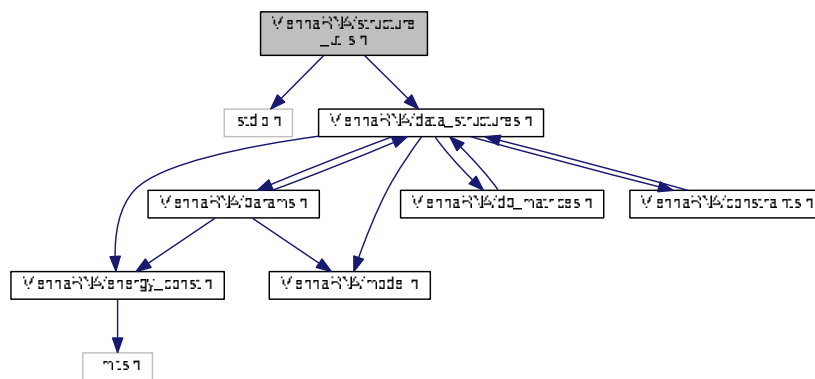 ViennaRNA/structure
_utils.h
stdio.h
ViennaRNA/data_structures.h
ViennaRNA/params.h
ViennaRNA/dp_matrices.h
ViennaRNA/constraints.h
ViennaRNA/energy_const.h
ViennaRNA/model.h
limits.h